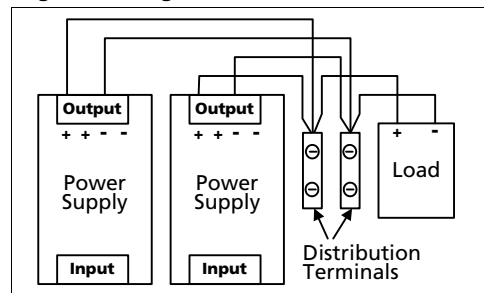 Output
+ + - -
Power
Supply
Input
Output
+ + - -
Power
Supply
Input
+ -
Load
Distribution
Terminals